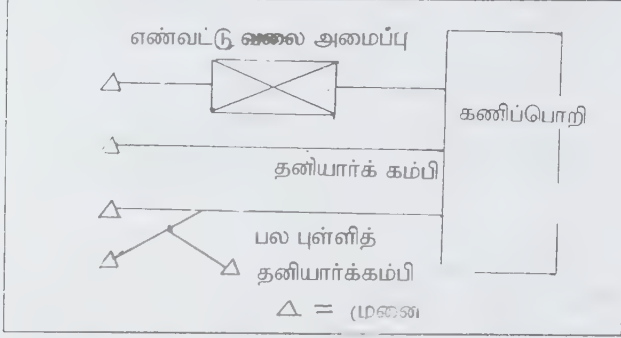 எண்வட்டு வலை அமைப்பு
கணிப்பொறி
தனியார்க் கம்பி
பல புள்ளித்
தனியார்க்கம்பி
△ = முனை